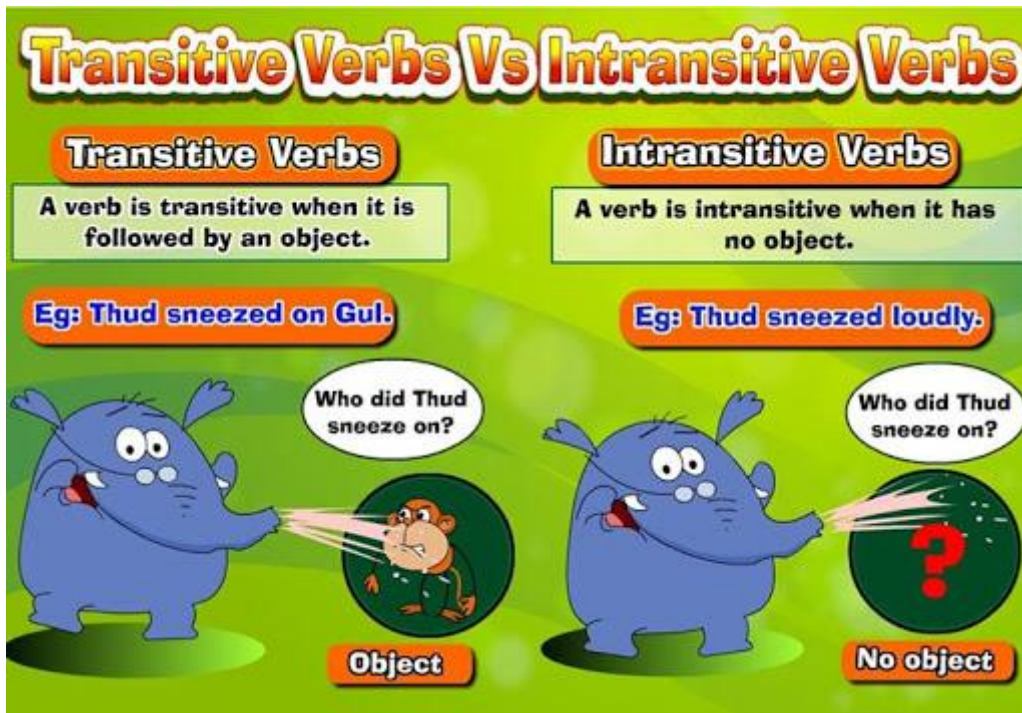 Transitive Verbs Vs Intransitive Verbs
Transitive Verbs
A verb is transitive when it is
followed by an object.
Eg: Thud sneezed on Gul.
Who did Thud
sneeze on?
Object
Intransitive Verbs
A verb is intransitive when it has
no object.
Eg: Thud sneezed loudly.
Who did Thud
sneeze on?
?
No object